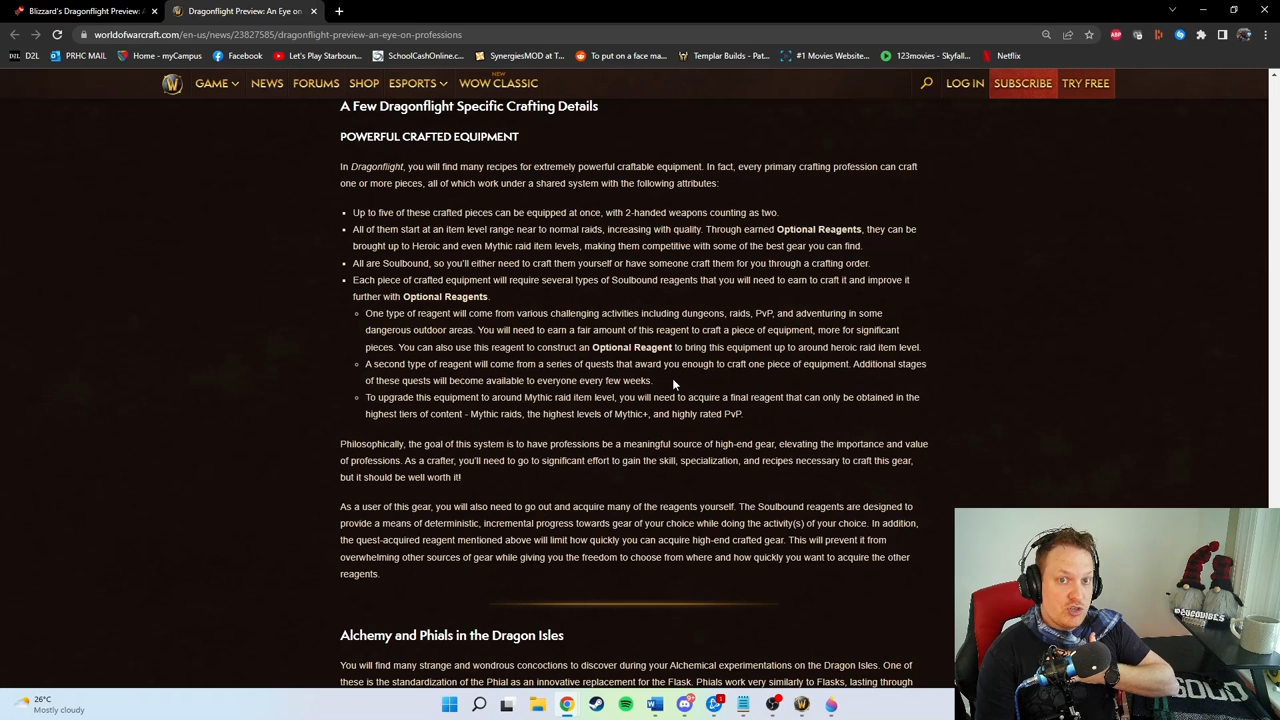 Blizzard's Dragonflight Preview: A
Dragonflight Preview: An Eye on
worldofwarcraft.com/en-us/news/23827585/dragonflight-preview-an-eye-on-professions
D2L
PRHC MAIL
Home - myCampus
Facebook
Let's Play Starboun...
SchoolCashOnline.c...
SynergiesMOD at T...
To put on a face ma...
Templar Builds - Pat...
#1 Movies Website...
123movies - Skyfall...
Netflix
GAME
NEWS
FORUMS
SHOP
ESPORTS
NEW
WOW CLASSIC
LOG IN
SUBSCRIBE
TRY FREE
A Few Dragonflight Specific Crafting Details
POWERFUL CRAFTED EQUIPMENT
In Dragonflight, you will find many recipes for extremely powerful craftable equipment. In fact, every primary crafting profession can craft
one or more pieces, all of which work under a shared system with the following attributes:
Up to five of these crafted pieces can be equipped at once, with 2-handed weapons counting as two.
All of them start at an item level range near to normal raids, increasing with quality. Through earned Optional Reagents, they can be
brought up to Heroic and even Mythic raid item levels, making them competitive with some of the best gear you can find.
All are Soulbound, so you'll either need to craft them yourself or have someone craft them for you through a crafting order.
Each piece of crafted equipment will require several types of Soulbound reagents that you will need to earn to craft it and improve it
further with Optional Reagents.
One type of reagent will come from various challenging activities including dungeons, raids, PvP, and adventuring in some
dangerous outdoor areas. You will need to earn a fair amount of this reagent to craft a piece of equipment, more for significant
pieces. You can also use this reagent to construct an Optional Reagent to bring this equipment up to around heroic raid item level.
A second type of reagent will come from a series of quests that award you enough to craft one piece of equipment. Additional stages
of these quests will become available to everyone every few weeks.
To upgrade this equipment to around Mythic raid item level, you will need to acquire a final reagent that can only be obtained in the
highest tiers of content - Mythic raids, the highest levels of Mythic+, and highly rated PvP.
Philosophically, the goal of this system is to have professions be a meaningful source of high-end gear, elevating the importance and value
of professions. As a crafter, you'll need to go to significant effort to gain the skill, specialization, and recipes necessary to craft this gear,
but it should be well worth it!
As a user of this gear, you will also need to go out and acquire many of the reagents yourself. The Soulbound reagents are designed to
provide a means of deterministic, incremental progress towards gear of your choice while doing the activity(s) of your choice. In addition,
the quest-acquired reagent mentioned above will limit how quickly you can acquire high-end crafted gear. This will prevent it from
overwhelming other sources of gear while giving you the freedom to choose from where and how quickly you want to acquire the other
reagents.
Alchemy and Phials in the Dragon Isles
You will find many strange and wondrous concoctions to discover during your Alchemical experimentations on the Dragon Isles. One of
these is the standardization of the Phial as an innovative replacement for the Flask. Phials work very similarly to Flasks, lasting through
26°C
Mostly cloudy